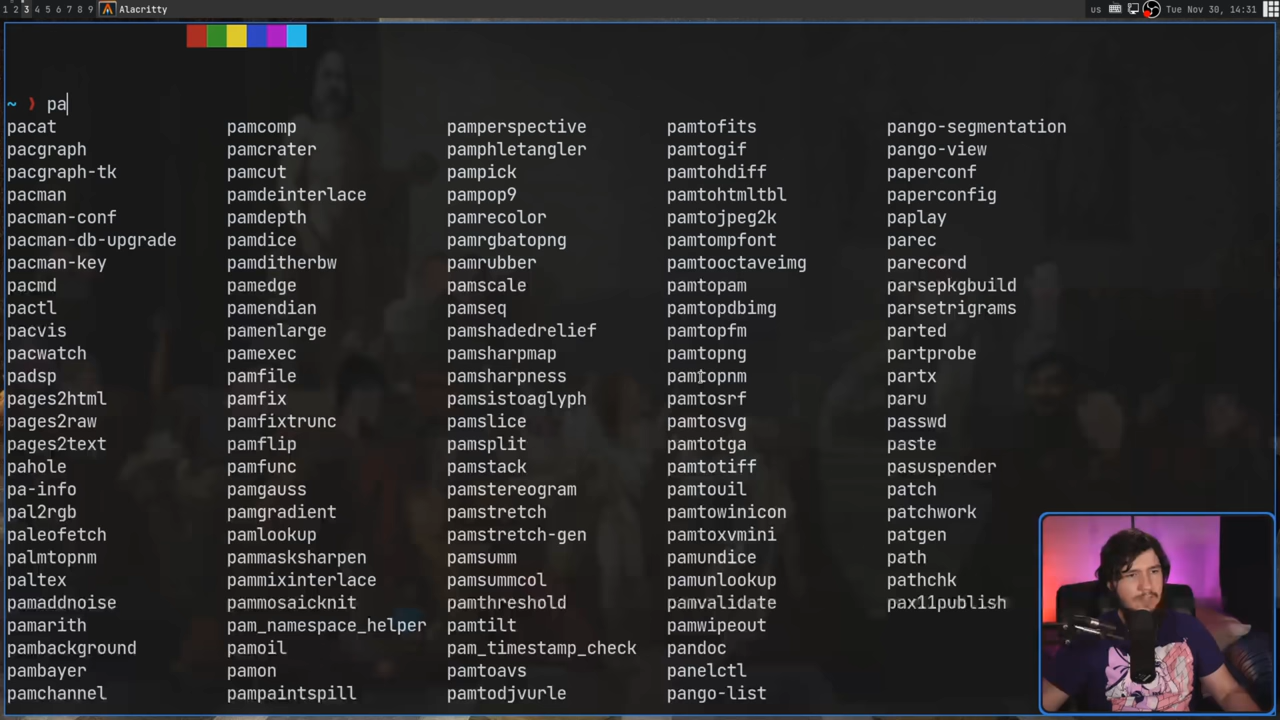 1 2 3 4 5 6 7 8 9 Alacritty us Tue Nov 30, 14:31
~ ❯ pa
pacat pamcomp pamperspective pamtofits pango-segmentation
pacgraph pamcrater pamphletangler pamtogif pango-view
pacgraph-tk pamcut pampick pamtohdiff paperconf
pacman pamdeinterlace pampop9 pamtohtmltbl paperconfig
pacman-conf pamdepth pamrecolor pamtojpeg2k paplay
pacman-db-upgrade pamdice pamrgbatopng pamtompfont parec
pacman-key pamditherbw pamrubber pamtooctaveimg parecord
pacmd pamedge pamscale pamtopam parsepkgbuild
pactl pamendian pamseq pamtopdbimg parsetrigrams
pacvis pamenlarge pamshadedrelief pamtopfm parted
pacwatch pamexec pamsharpmap pamtopng partprobe
padsp pamfile pamsharpness pamtopnm partx
pages2html pamfix pamsistoaglyph pamtosrf paru
pages2raw pamfixtrunc pamslice pamtosvg passwd
pages2text pamflip pamsplit pamtotga paste
pahole pamfunc pamstack pamtotiff pasuspender
pa-info pamgauss pamstereogram pamtouil patch
pal2rgb pamgradient pamstretch pamtowinicon patchwork
paleofetch pamlookup pamstretch-gen pamtoxvmini patgen
palmtopnm pammasksharpen pamsumm pamundice path
paltex pammixinterlace pamsummcol pamunlookup pathchk
pamaddnoise pammosaicknit pamthreshold pamvalidate pax11publish
pamarith pam_namespace_helper pamtilt pamwipeout
pambackground pamoil pam_timestamp_check pandoc
pambayer pamon pamtoavs panelctl
pamchannel pampaintspill pamtodjvurle pango-list